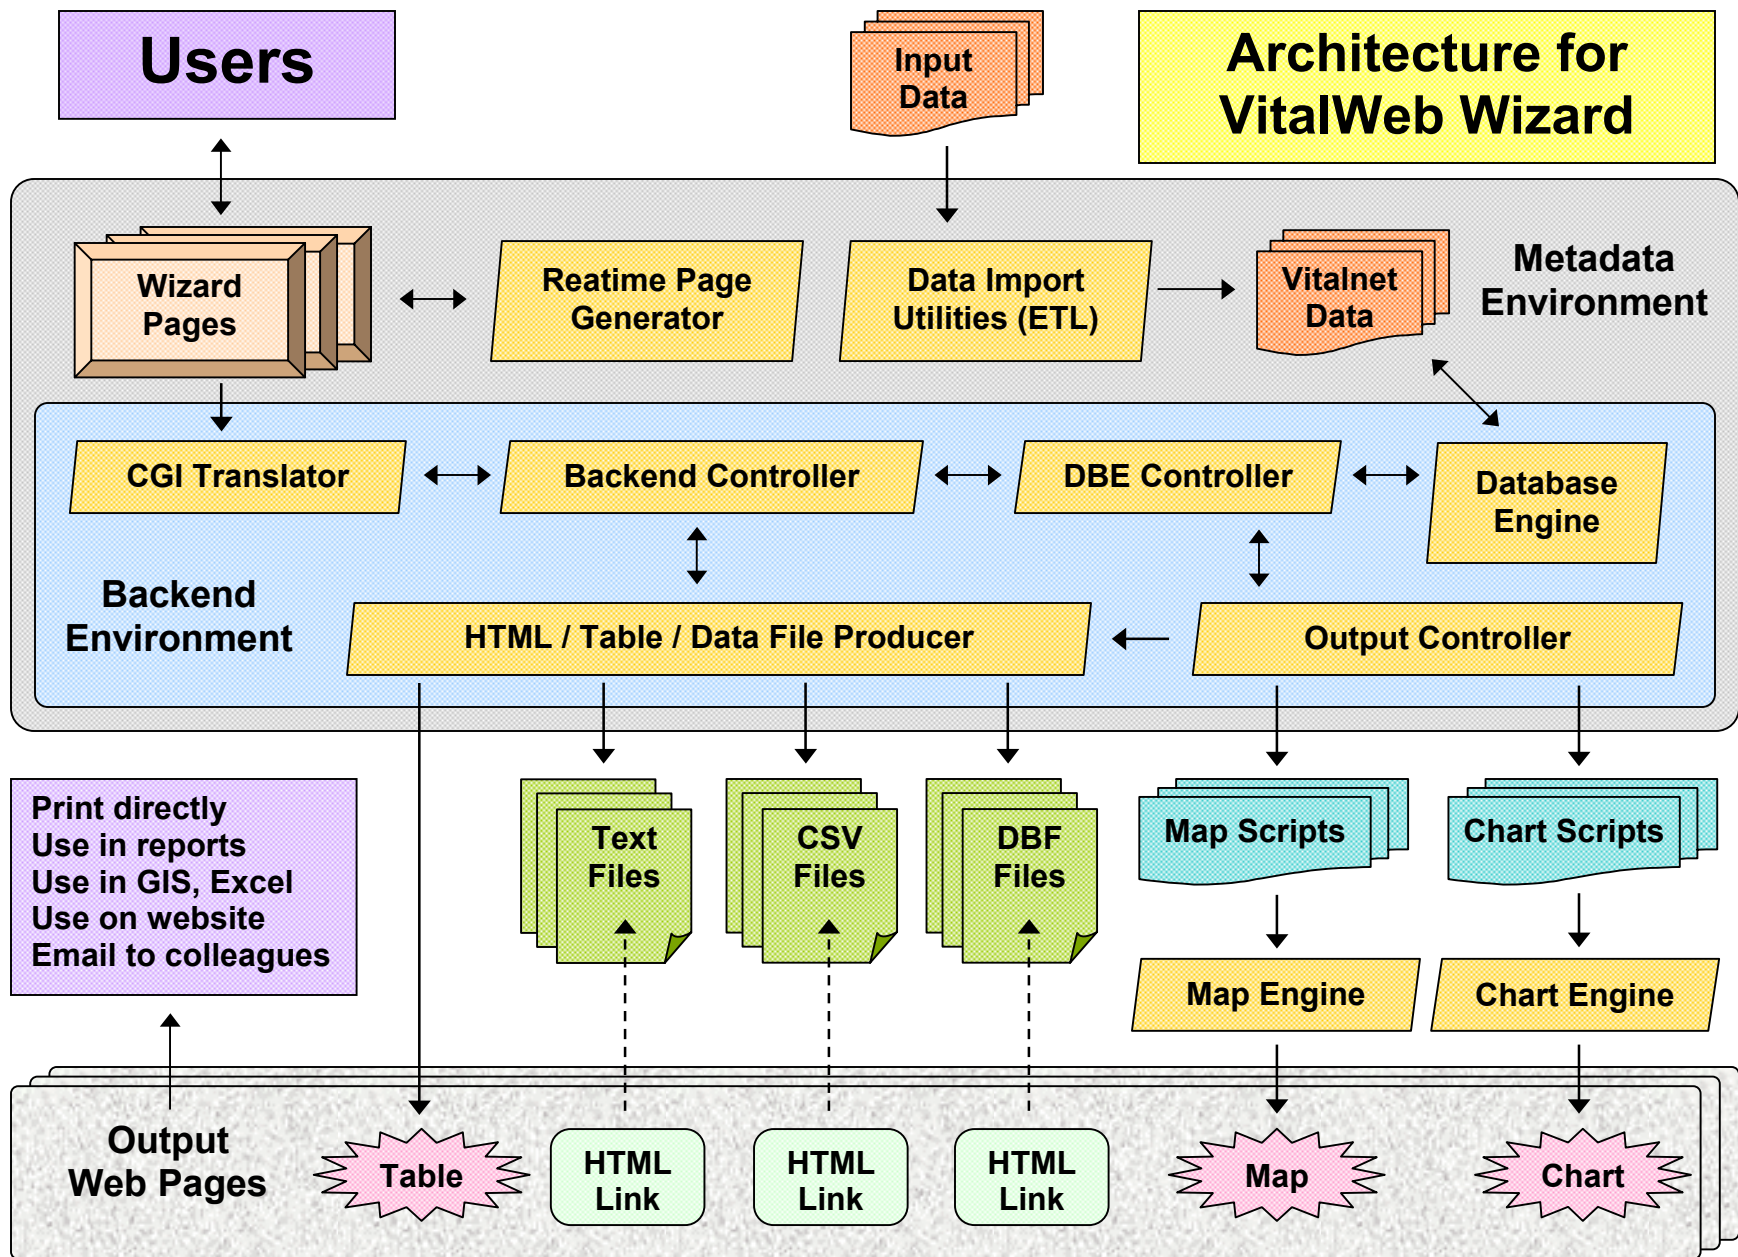 Users
Input
Data
Architecture for
VitalWeb Wizard
Wizard
Pages
Reatime Page
Generator
Data Import
Utilities (ETL)
Vitalnet
Data
Metadata
Environment
CGI Translator
Backend Controller
DBE Controller
Database
Engine
Backend
Environment
HTML / Table / Data File Producer
Output Controller
Print directly
Use in reports
Use in GIS, Excel
Use on website
Email to colleagues
Text
Files
CSV
Files
DBF
Files
Map Scripts
Chart Scripts
Map Engine
Chart Engine
Output
Web Pages
Table
HTML
Link
HTML
Link
HTML
Link
Map
Chart